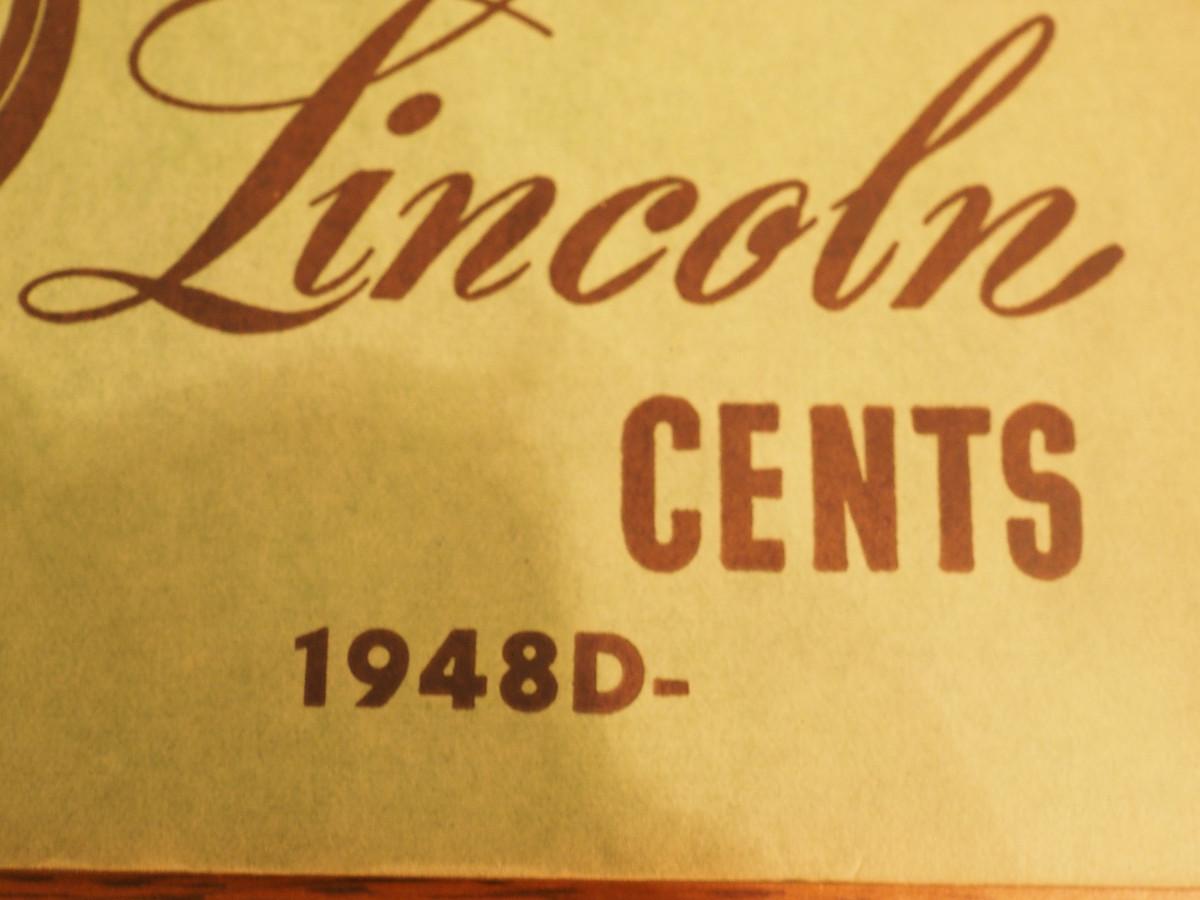 Lincoln
CENTS
1948D-